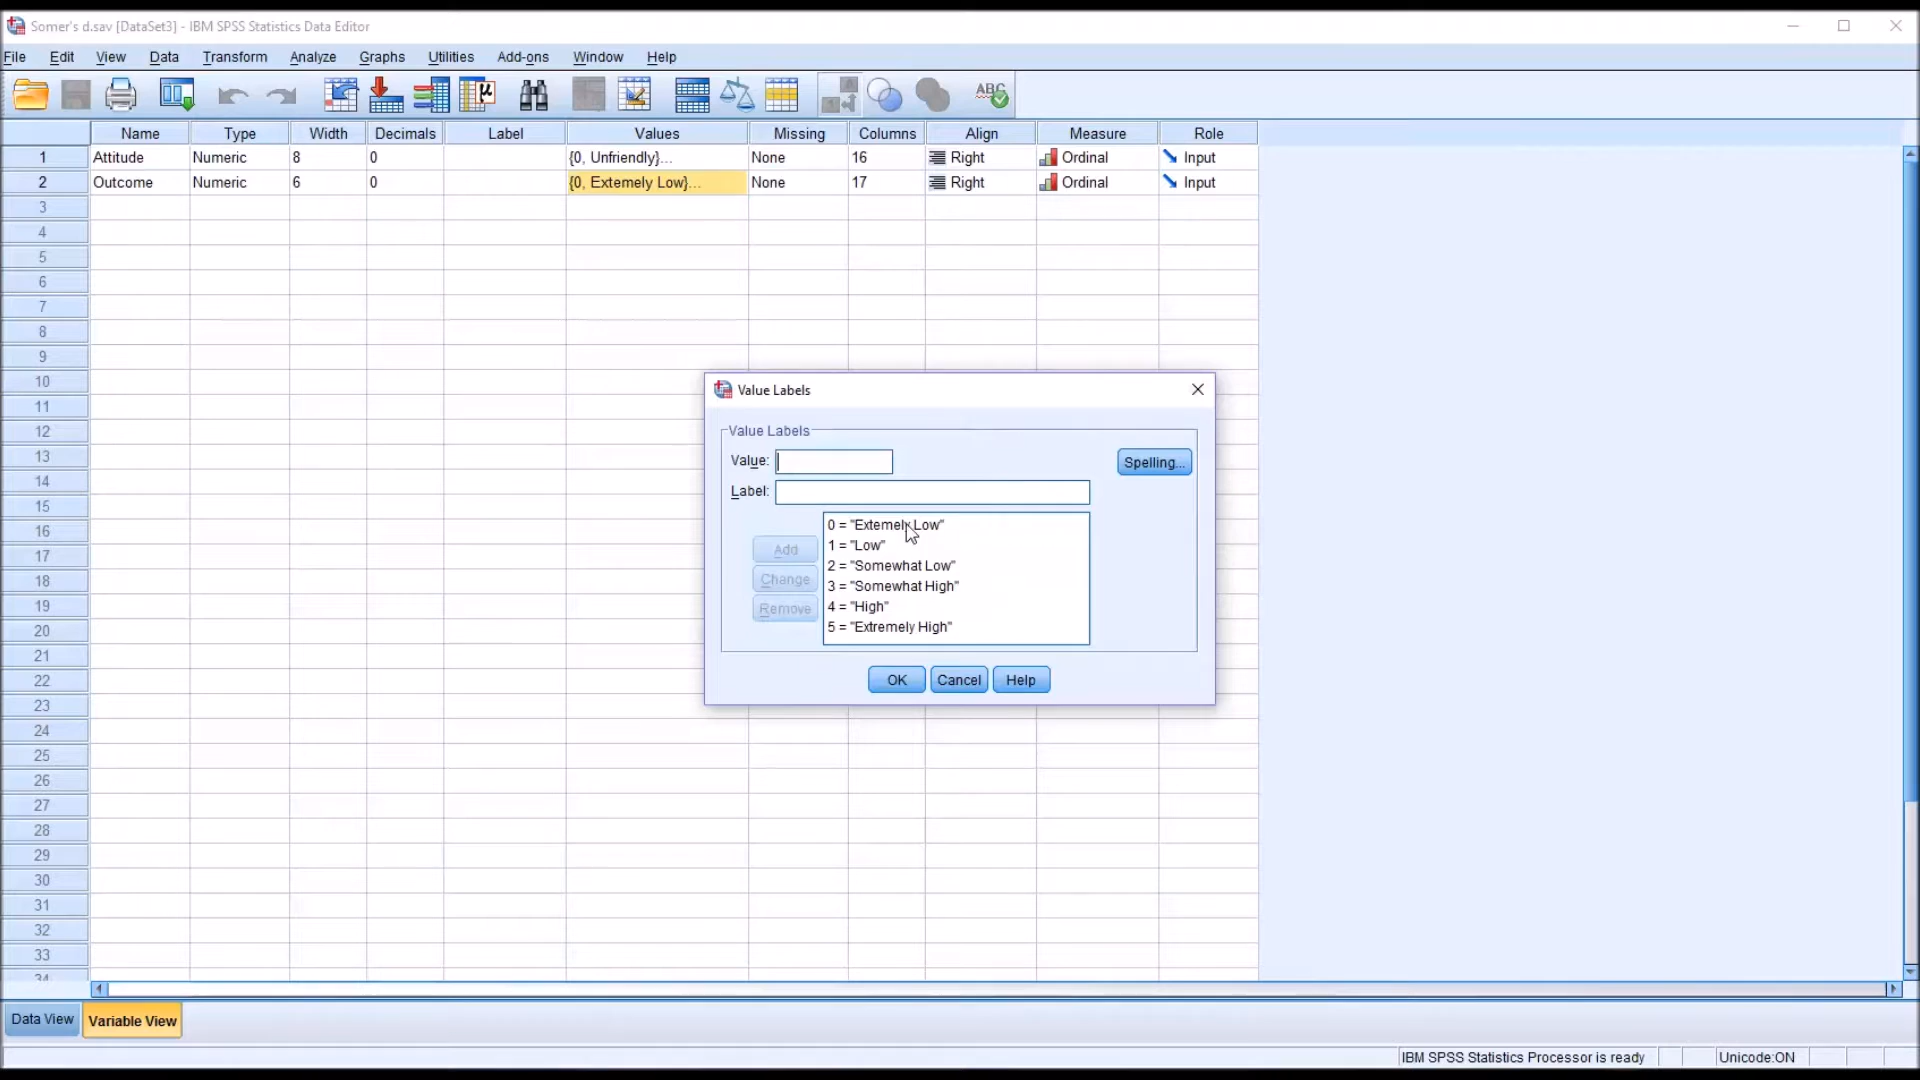 Somer's d.sav [DataSet3] - IBM SPSS Statistics Data Editor
File Edit View Data Transform Analyze Graphs Utilities Add-ons Window Help
Name Type Width Decimals Label Values Missing Columns Align Measure Role
1 Attitude Numeric 8 0 {0, Unfriendly}... None 16 Right Ordinal Input
2 Outcome Numeric 6 0 {0, Extemely Low}... None 17 Right Ordinal Input
3
4
5
6
7
8
9
10
11
12
13
14
15
16
17
18
19
20
21
22
23
24
25
26
27
28
29
30
31
32
33
34
Value Labels
Value Labels
Value:
Spelling...
Label:
0 = "Extemely Low"
1 = "Low"
2 = "Somewhat Low"
3 = "Somewhat High"
4 = "High"
5 = "Extremely High"
Add
Change
Remove
OK Cancel Help
Data View Variable View
IBM SPSS Statistics Processor is ready Unicode:ON